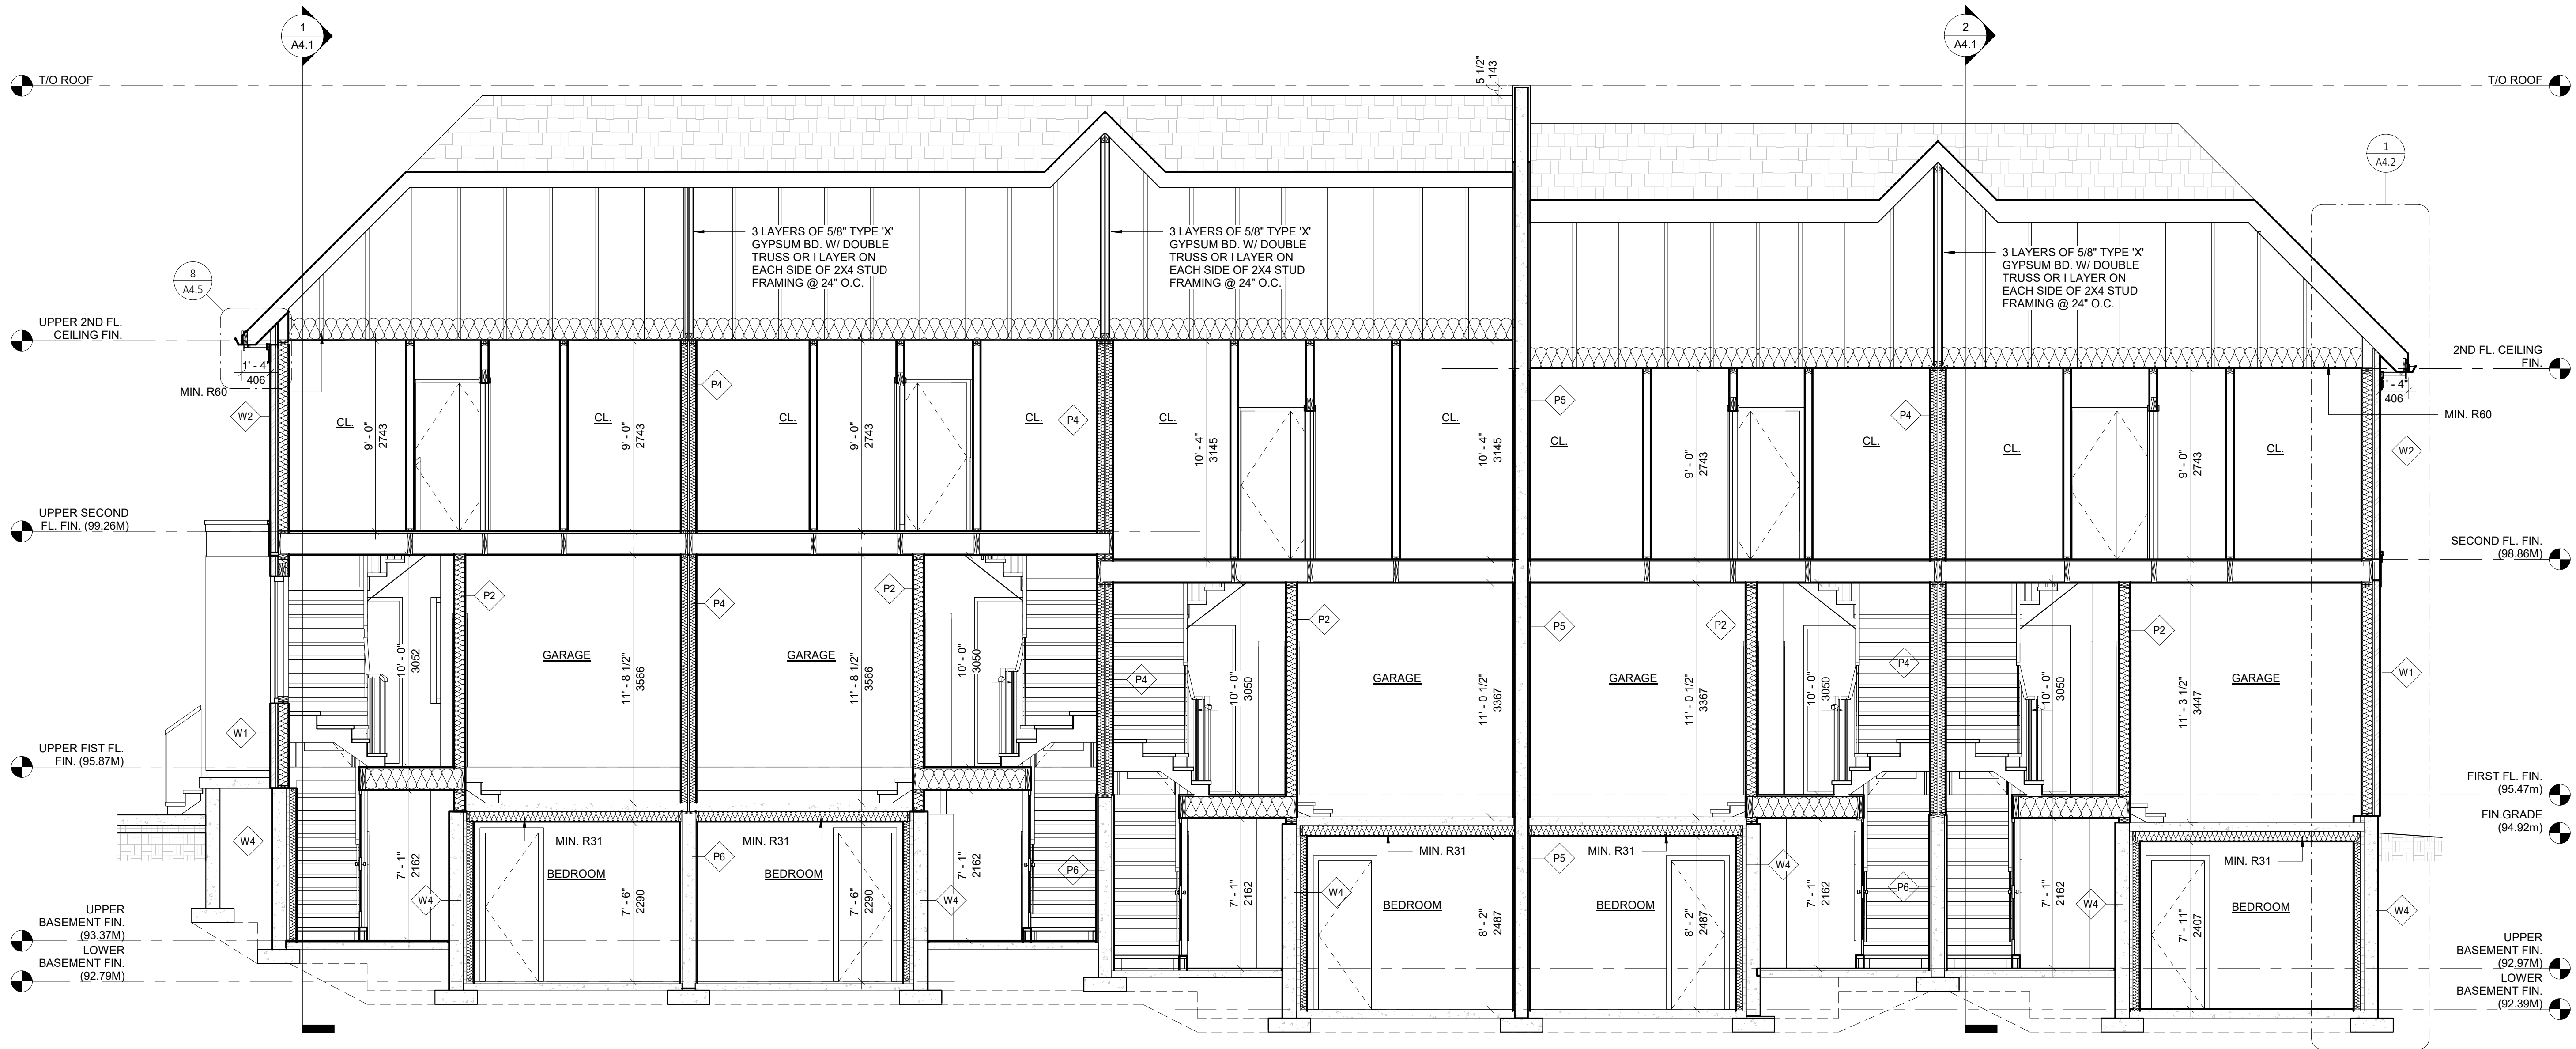 1
A4.1
2
A4.1
T/O ROOF
5 1/2"
143
T/O ROOF
1
A4.2
3 LAYERS OF 5/8" TYPE 'X'
GYPSUM BD. W/ DOUBLE
TRUSS OR I LAYER ON
EACH SIDE OF 2X4 STUD
FRAMING @ 24" O.C.
3 LAYERS OF 5/8" TYPE 'X'
GYPSUM BD. W/ DOUBLE
TRUSS OR I LAYER ON
EACH SIDE OF 2X4 STUD
FRAMING @ 24" O.C.
3 LAYERS OF 5/8" TYPE 'X'
GYPSUM BD. W/ DOUBLE
TRUSS OR I LAYER ON
EACH SIDE OF 2X4 STUD
FRAMING @ 24" O.C.
8
A4.5
UPPER 2ND FL.
CEILING FIN.
1' - 4"
406
MIN. R60
W2
2ND FL. CEILING
FIN.
1' - 4"
406
MIN. R60
W2
CL.
9' - 0"
2743
CL.
9' - 0"
2743
P4
CL.
9' - 0"
2743
CL.
P4
CL.
10' - 4"
3145
CL.
10' - 4"
3145
P5
CL.
9' - 0"
2743
CL.
P4
CL.
9' - 0"
2743
CL.
UPPER SECOND
FL. FIN. (99.26M)
SECOND FL. FIN.
(98.86M)
10' - 0"
3052
P2
GARAGE
11' - 8 1/2"
3566
P4
GARAGE
11' - 8 1/2"
3566
P2
10' - 0"
3050
P4
10' - 0"
3050
P2
GARAGE
11' - 0 1/2"
3367
P5
GARAGE
11' - 0 1/2"
3367
P2
10' - 0"
3050
P4
10' - 0"
3050
P2
GARAGE
11' - 3 1/2"
3447
W1
W1
UPPER FIST FL.
FIN. (95.87M)
FIRST FL. FIN.
(95.47m)
FIN.GRADE
(94.92m)
W4
7' - 1"
2162
W4
MIN. R31
BEDROOM
7' - 6"
2290
P6
MIN. R31
BEDROOM
7' - 6"
2290
W4
7' - 1"
2162
P6
7' - 1"
2162
W4
MIN. R31
BEDROOM
8' - 2"
2487
P5
MIN. R31
BEDROOM
8' - 2"
2487
W4
7' - 1"
2162
P6
7' - 1"
2162
W4
MIN. R31
BEDROOM
7' - 11"
2407
W4
UPPER
BASEMENT FIN.
(93.37M)
LOWER
BASEMENT FIN.
(92.79M)
UPPER
BASEMENT FIN.
(92.97M)
LOWER
BASEMENT FIN.
(92.39M)